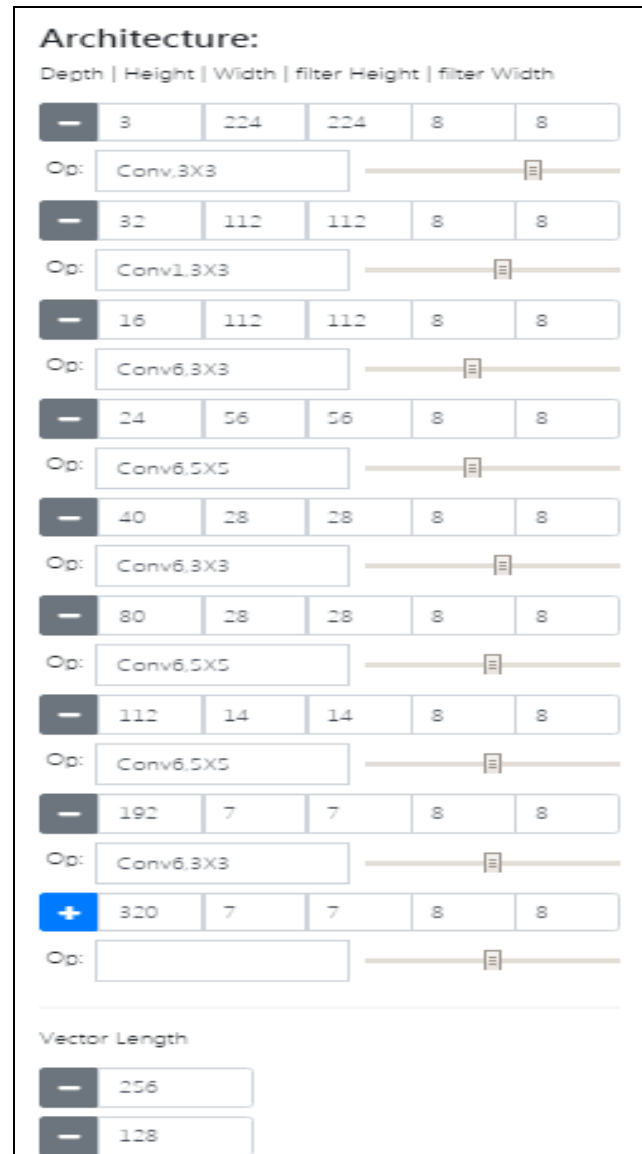 Architecture:
Depth | Height | Width | filter Height | filter Width
3 224 224 8 8
Op: Conv,3X3
32 112 112 8 8
Op: Conv1,3X3
16 112 112 8 8
Op: Conv6,3X3
24 56 56 8 8
Op: Conv6,5X5
40 28 28 8 8
Op: Conv6,3X3
80 28 28 8 8
Op: Conv6,5X5
112 14 14 8 8
Op: Conv6,5X5
192 7 7 8 8
Op: Conv6,3X3
320 7 7 8 8
Op:
Vector Length
256
128